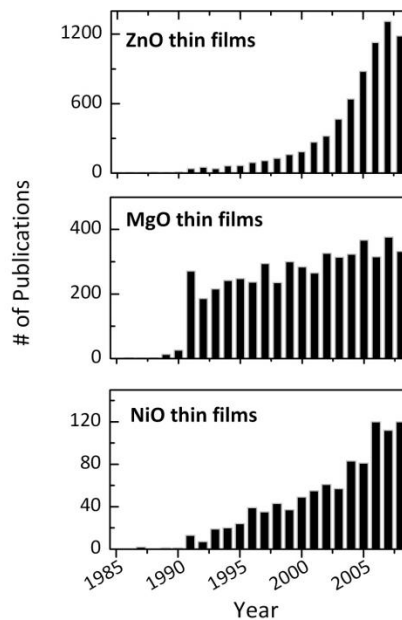 1200
ZnO thin films
600
0
# of Publications
400
MgO thin films
200
0
120
NiO thin films
80
40
0
1985 1990 1995 2000 2005
Year